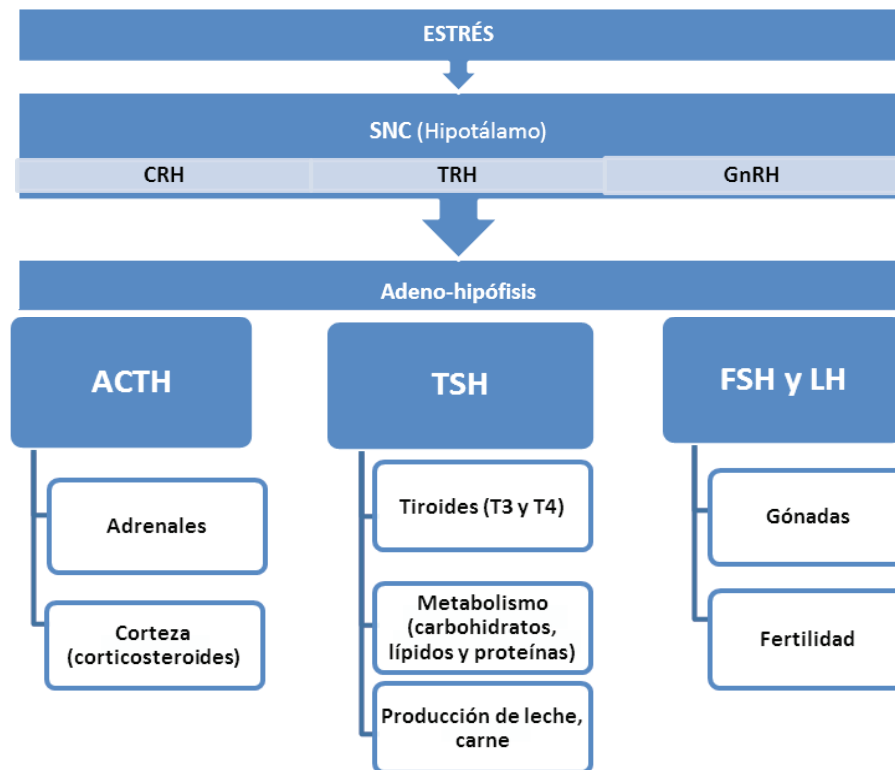 ESTRÉS
SNC (Hipotálamo)
CRH
TRH
GnRH
Adeno-hipófisis
ACTH
Adrenales
Corteza
(corticosteroides)
TSH
Tiroides (T3 y T4)
Metabolismo
(carbohidratos,
lípidos y proteínas)
Producción de leche,
carne
FSH y LH
Gónadas
Fertilidad